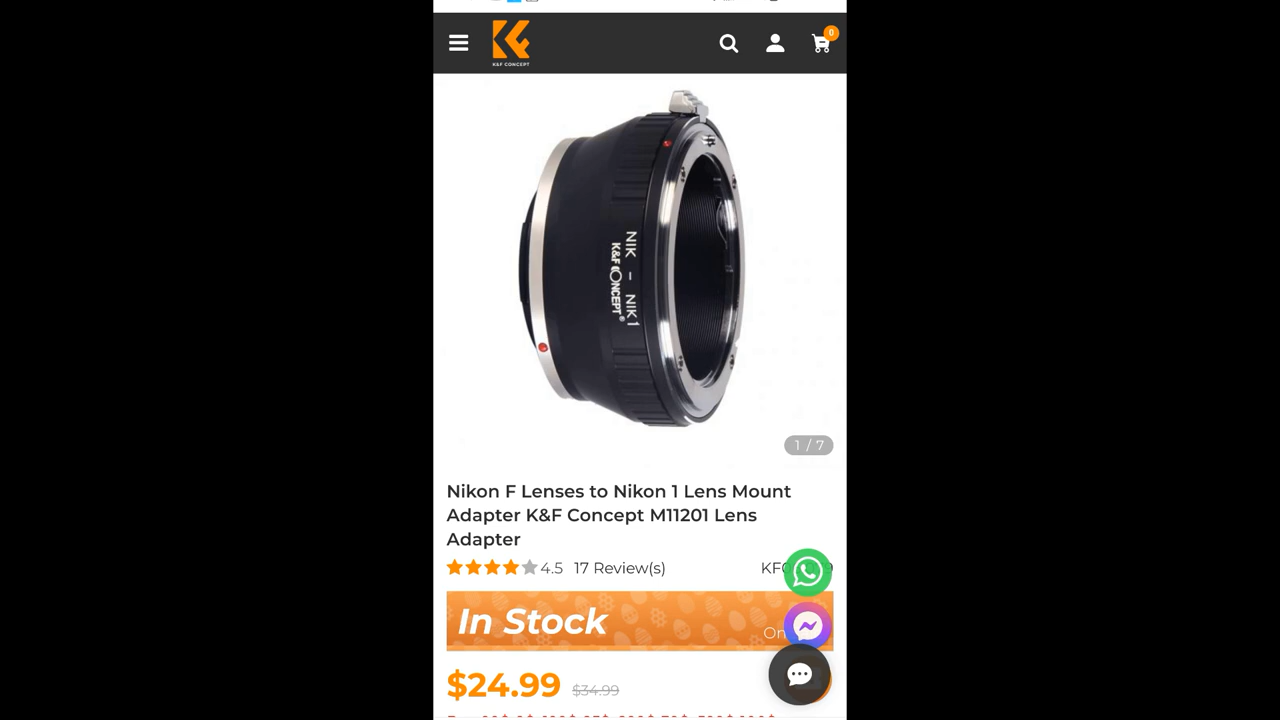 0
K&F CONCEPT
NIK - NIK1
K&F CONCEPT®
1 / 7
Nikon F Lenses to Nikon 1 Lens Mount
Adapter K&F Concept M11201 Lens
Adapter
4.5 17 Review(s)
In Stock
$24.99 $34.99